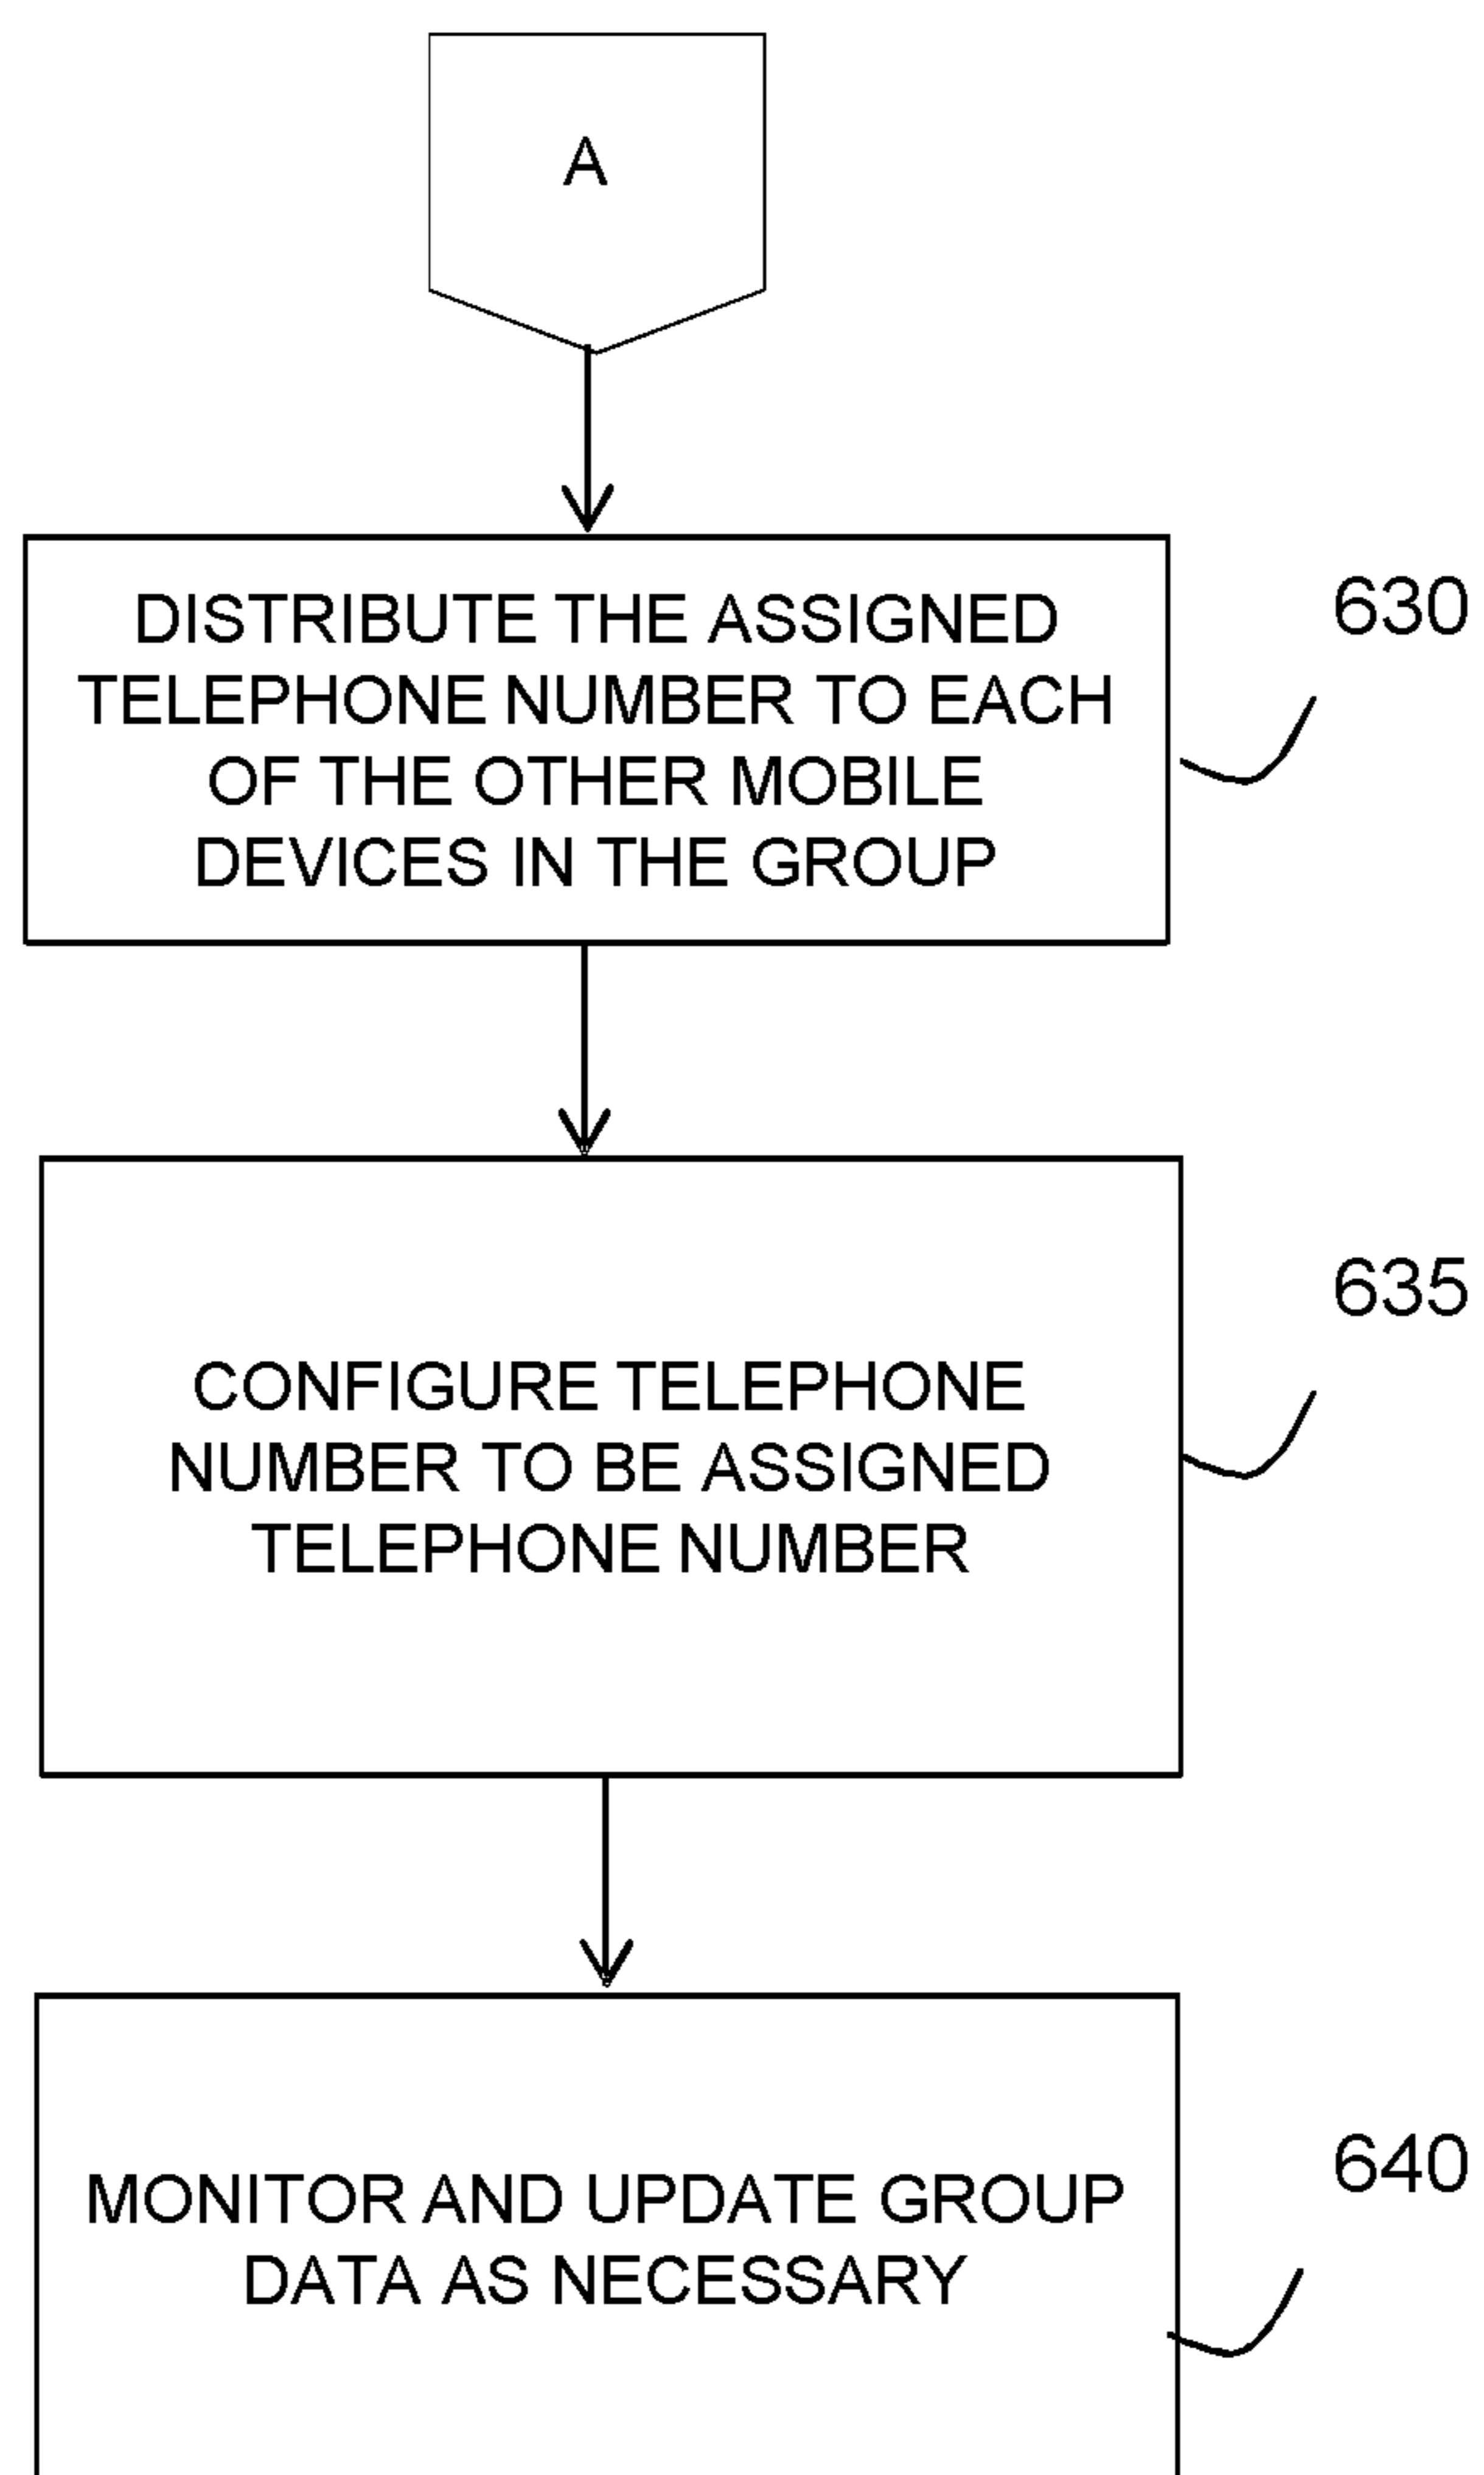 A
DISTRIBUTE THE ASSIGNED
TELEPHONE NUMBER TO EACH
OF THE OTHER MOBILE
DEVICES IN THE GROUP
630
CONFIGURE TELEPHONE
NUMBER TO BE ASSIGNED
TELEPHONE NUMBER
635
MONITOR AND UPDATE GROUP
DATA AS NECESSARY
640